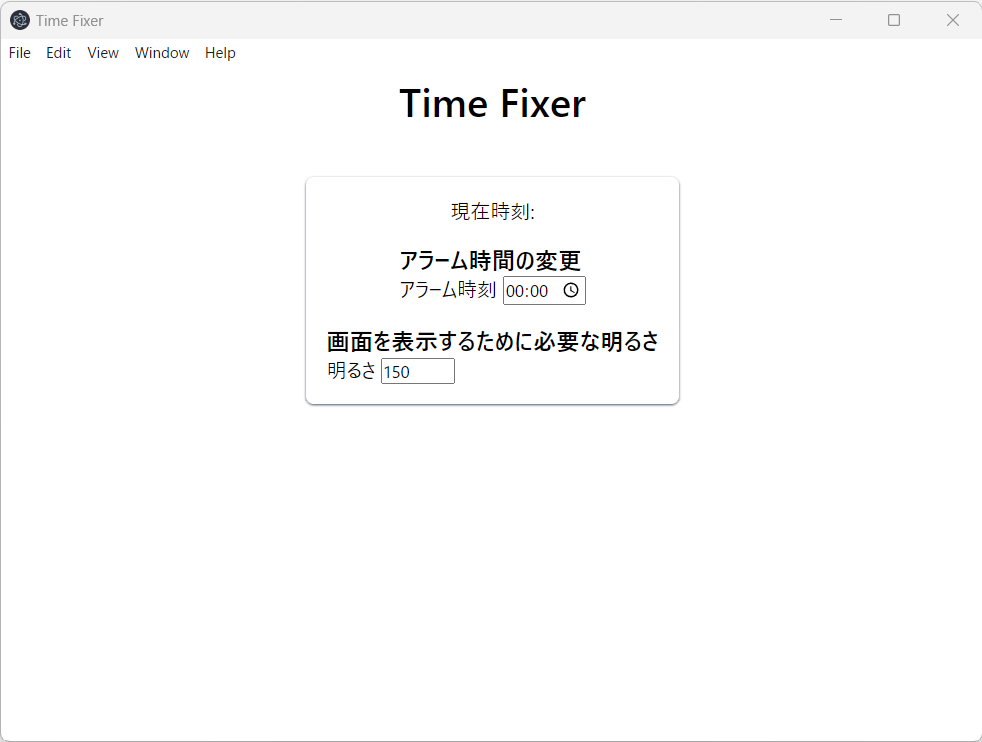 Time Fixer
File Edit View Window Help
Time Fixer
現在時刻:
アラーム時間の変更
アラーム時刻 00:00
画面を表示するために必要な明るさ
明るさ 150